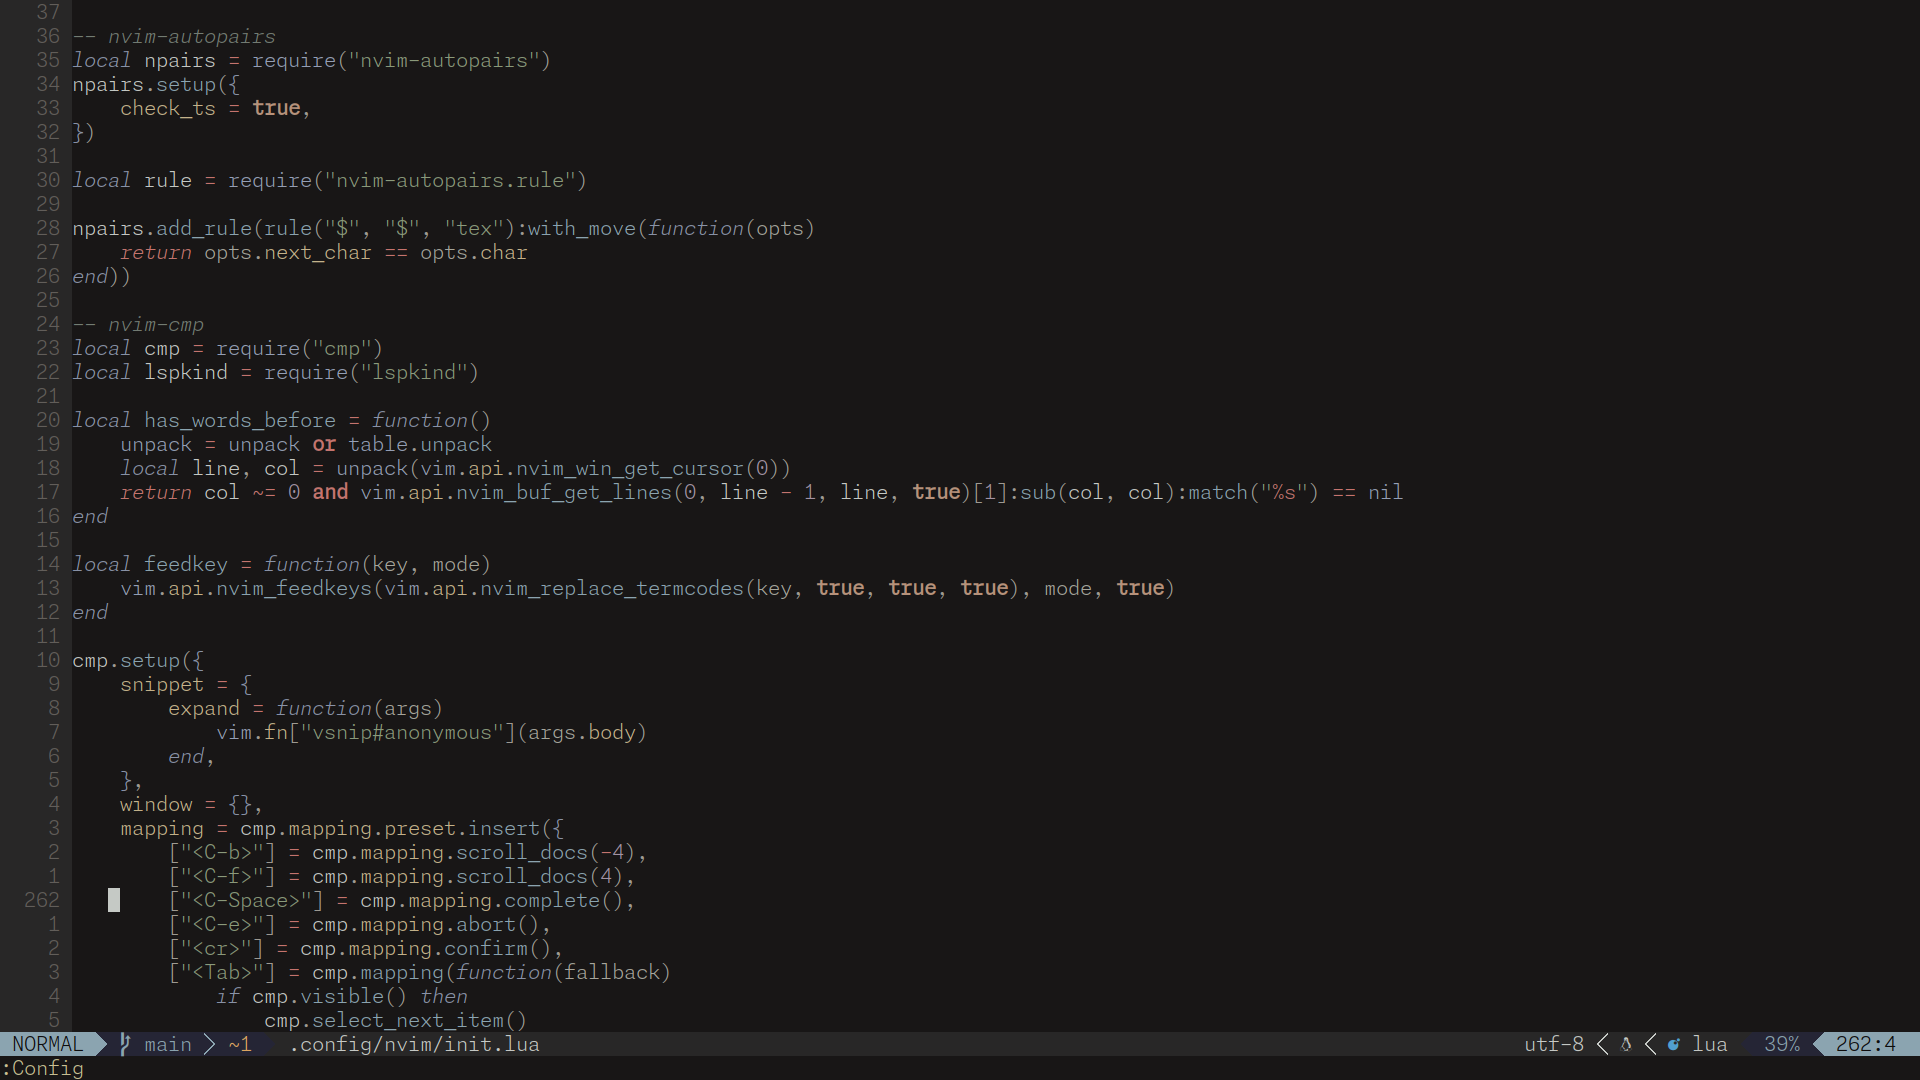 37
36 -- nvim-autopairs
35 local npairs = require("nvim-autopairs")
34 npairs.setup({
33     check_ts = true,
32 })
31
30 local rule = require("nvim-autopairs.rule")
29
28 npairs.add_rule(rule("$", "$", "tex"):with_move(function(opts)
27     return opts.next_char == opts.char
26 end))
25
24 -- nvim-cmp
23 local cmp = require("cmp")
22 local lspkind = require("lspkind")
21
20 local has_words_before = function()
19     unpack = unpack or table.unpack
18     local line, col = unpack(vim.api.nvim_win_get_cursor(0))
17     return col ~= 0 and vim.api.nvim_buf_get_lines(0, line - 1, line, true)[1]:sub(col, col):match("%s") == nil
16 end
15
14 local feedkey = function(key, mode)
13     vim.api.nvim_feedkeys(vim.api.nvim_replace_termcodes(key, true, true, true), mode, true)
12 end
11
10 cmp.setup({
9     snippet = {
8         expand = function(args)
7             vim.fn["vsnip#anonymous"](args.body)
6         end,
5     },
4     window = {},
3     mapping = cmp.mapping.preset.insert({
2         ["<C-b>"] = cmp.mapping.scroll_docs(-4),
1         ["<C-f>"] = cmp.mapping.scroll_docs(4),
262         ["<C-Space>"] = cmp.mapping.complete(),
1         ["<C-e>"] = cmp.mapping.abort(),
2         ["<cr>"] = cmp.mapping.confirm(),
3         ["<Tab>"] = cmp.mapping(function(fallback)
4             if cmp.visible() then
5                 cmp.select_next_item()
NORMAL main ~1 .config/nvim/init.lua utf-8 lua 39% 262:4
:Config